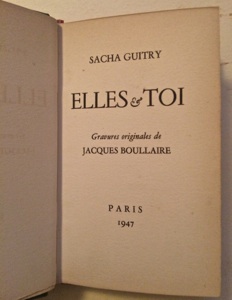 SACHA GUITRY
ELLES & TOI
Gravures originales de
JACQUES BOULLAIRE
PARIS
1947